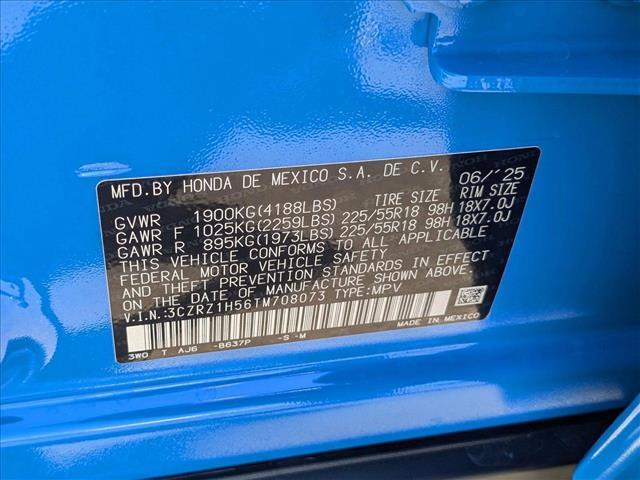 MFD.BY HONDA DE MEXICO S.A. DE C.V. 06/'25
GVWR 1900KG(4188LBS) TIRE SIZE RIM SIZE
GAWR F 1025KG(2259LBS) 225/55R18 98H 18X7.0J
GAWR R 895KG(1973LBS) 225/55R18 98H 18X7.0J
THIS VEHICLE CONFORMS TO ALL APPLICABLE
FEDERAL MOTOR VEHICLE SAFETY
AND THEFT PREVENTION STANDARDS IN EFFECT
ON THE DATE OF MANUFACTURE SHOWN ABOVE.
V.I.N.:3CZRZ1H56TM708073 TYPE:MPV
MADE IN MEXICO
3W0 T AJ6 -B637P -S -M